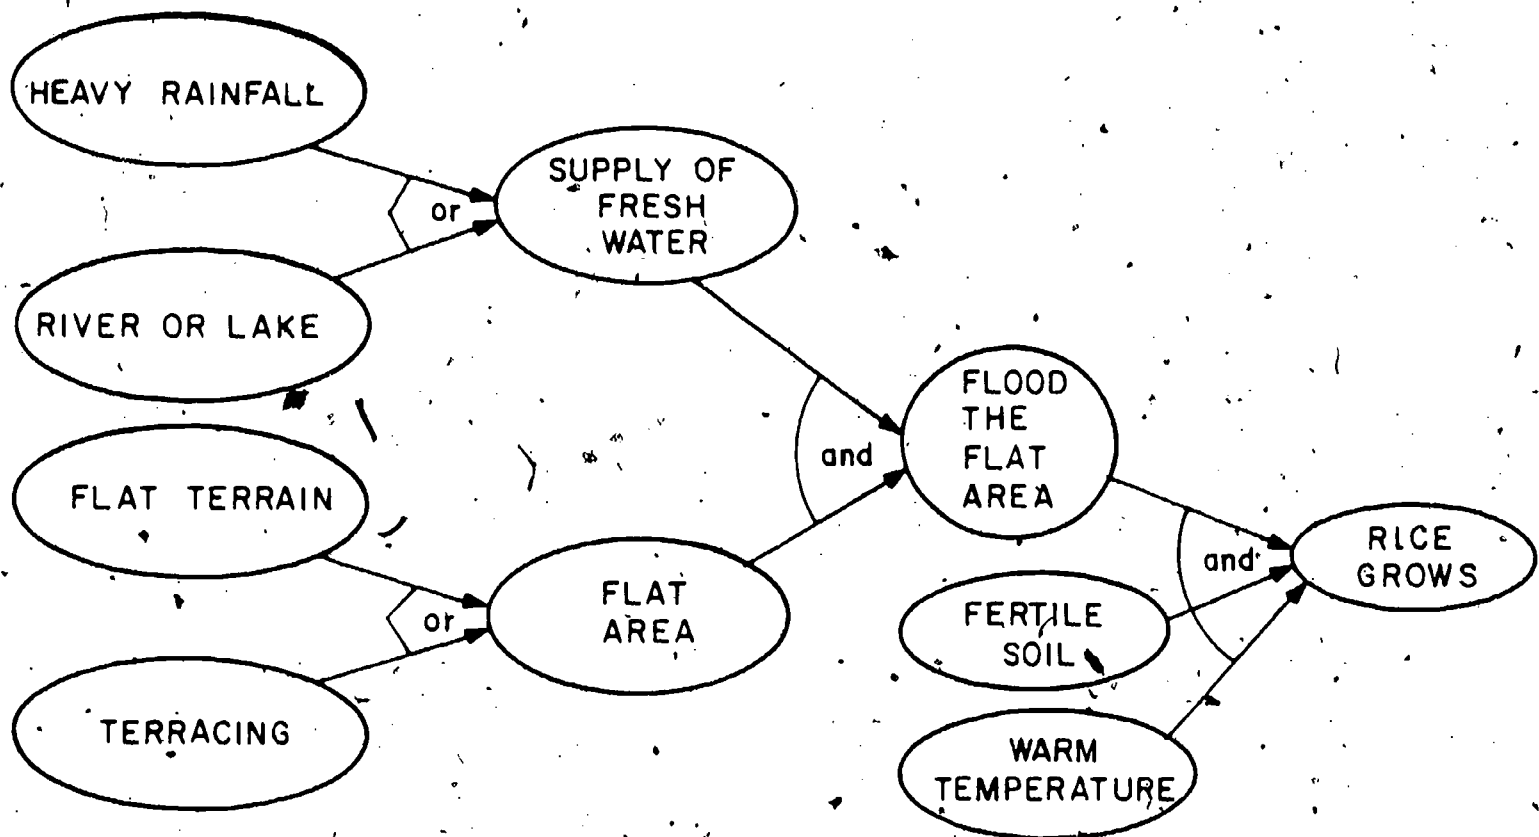 HEAVY RAINFALL
or
RIVER OR LAKE
SUPPLY OF
FRESH
WATER
FLAT TERRAIN
or
TERRACING
FLAT
AREA
and
FLOOD
THE
FLAT
AREA
FERTILE
SOIL
WARM
TEMPERATURE
and
RICE
GROWS